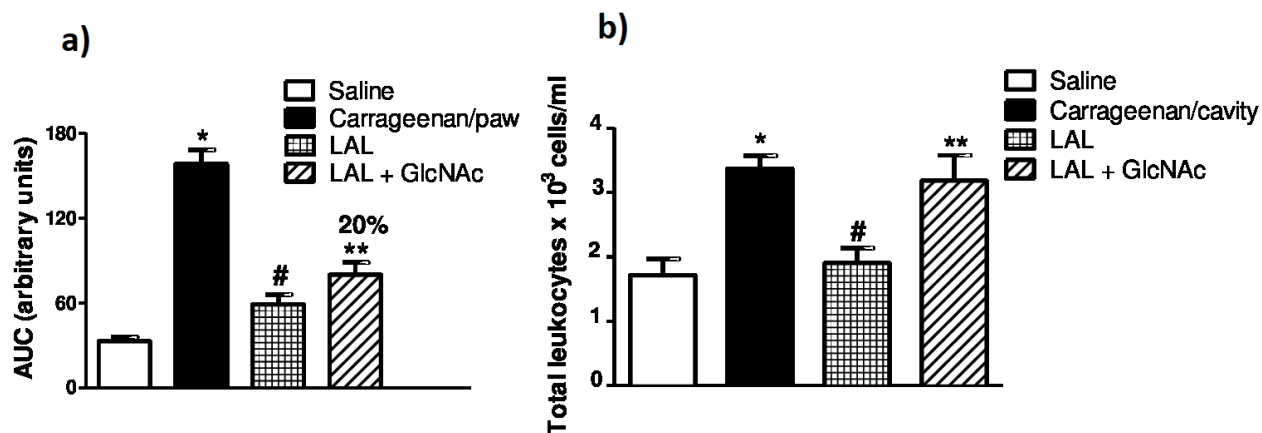 a)
Saline
Carrageenan/paw
LAL
LAL + GlcNAc
AUC (arbitrary units)
180
120
60
0
*
#
20%
**
b)
Saline
Carrageenan/cavity
LAL
LAL + GlcNAc
Total leukocytes x 10³ cells/ml
4
3
2
1
0
*
#
**